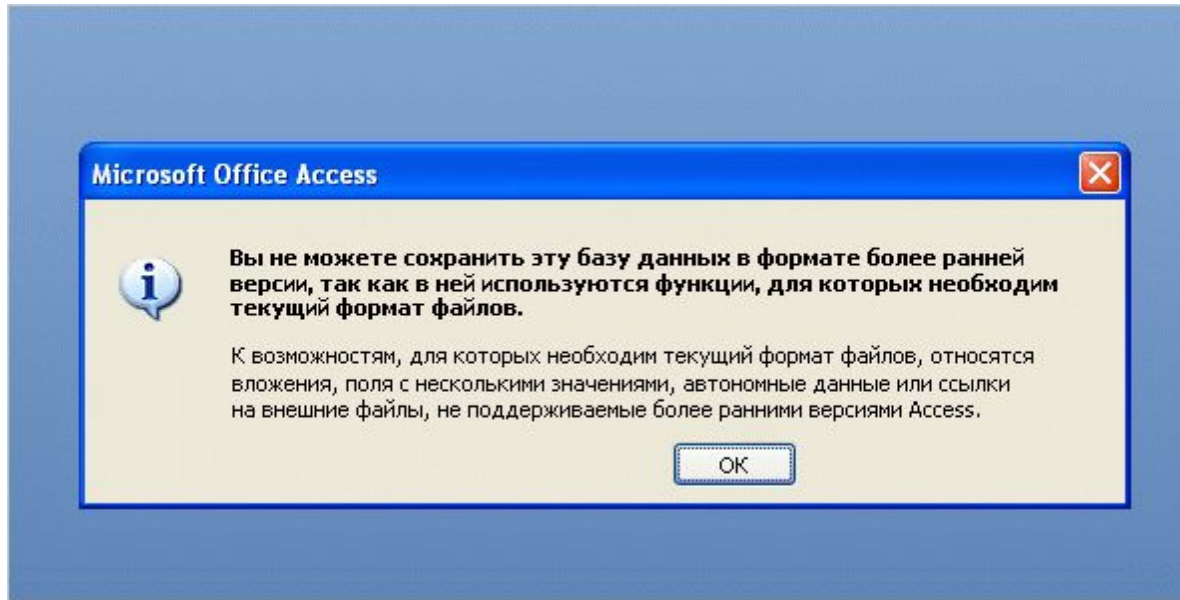 Microsoft Office Access
Вы не можете сохранить эту базу данных в формате более ранней
версии, так как в ней используются функции, для которых необходим
текущий формат файлов.
К возможностям, для которых необходим текущий формат файлов, относятся
вложения, поля с несколькими значениями, автономные данные или ссылки
на внешние файлы, не поддерживаемые более ранними версиями Access.
ОК